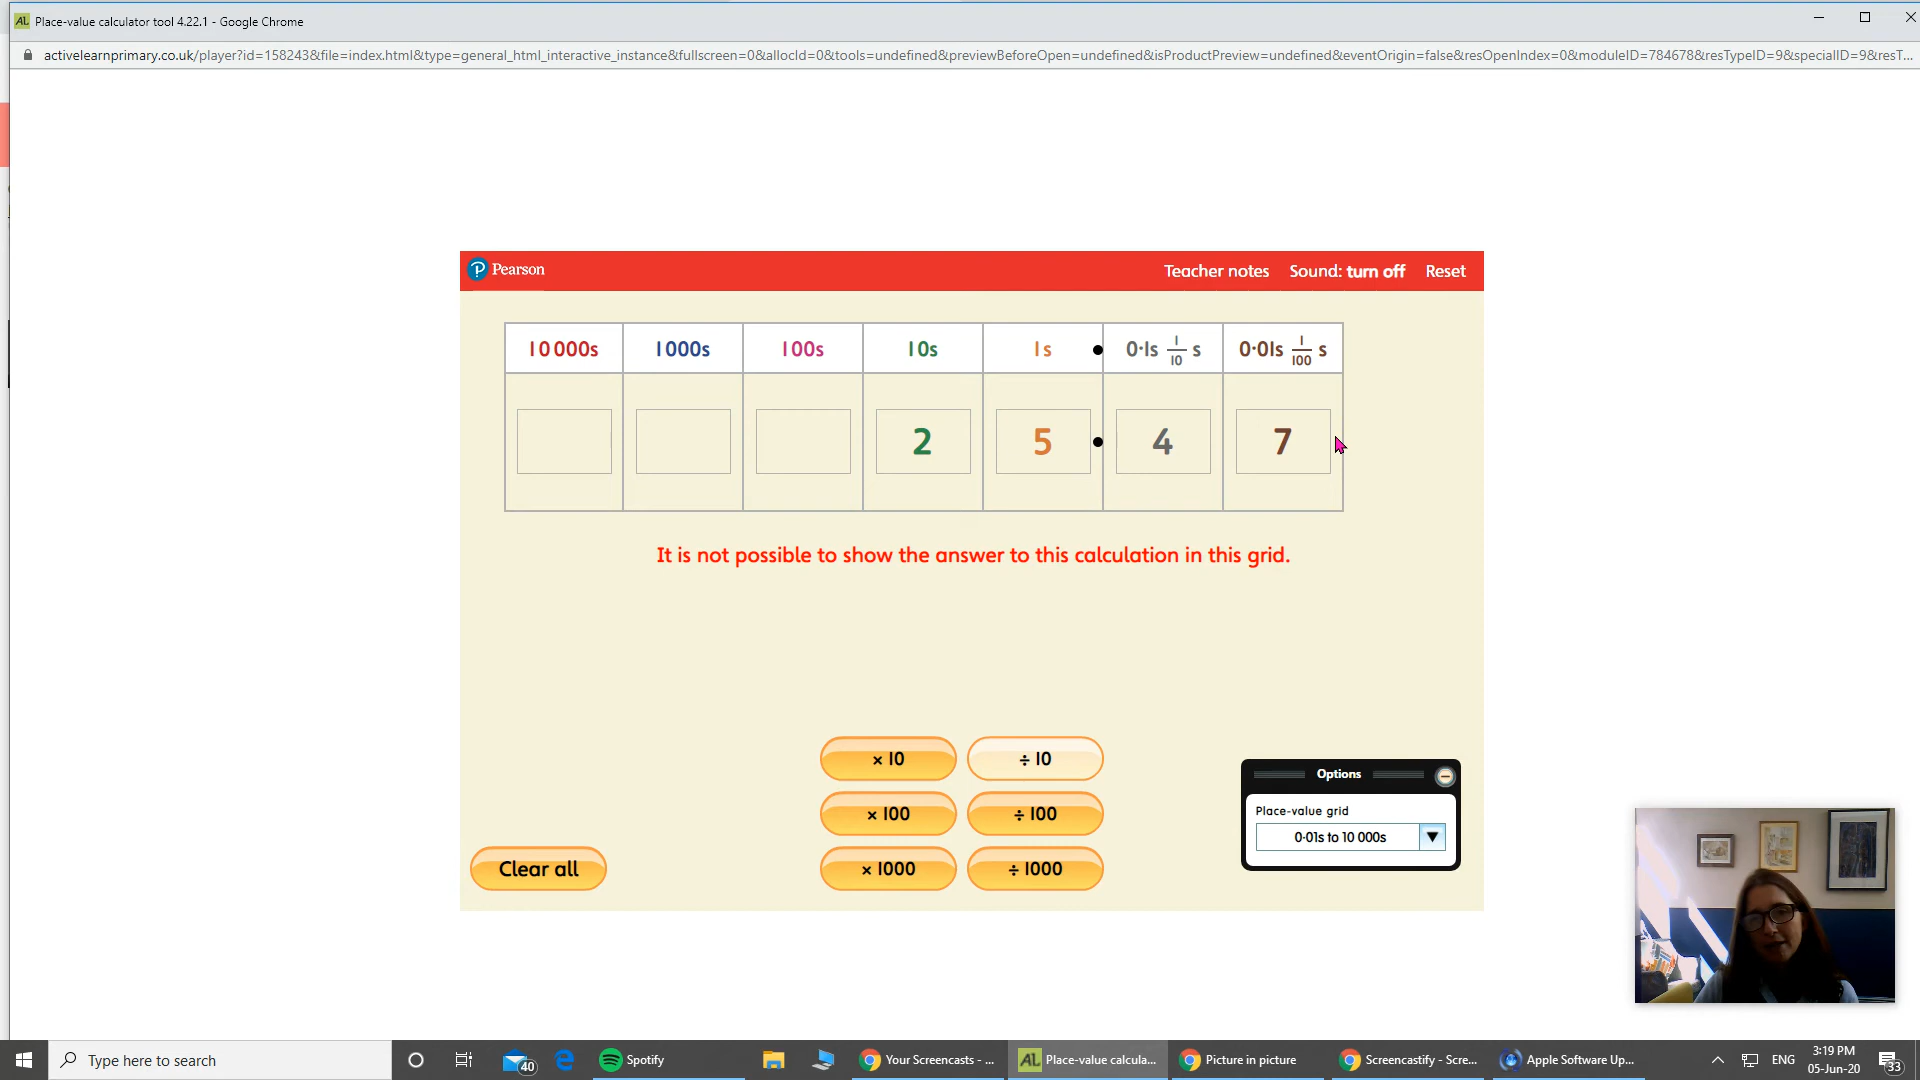 Place-value calculator tool 4.22.1 - Google Chrome
activelearnprimary.co.uk/player?id=158243&file=index.html&type=general_html_interactive_instance&fullscreen=0&allocId=0&tools=undefined&previewBeforeOpen=undefined&isProductPreview=undefined&eventOrigin=false&resOpenIndex=0&moduleID=784678&resTypeID=9&specialID=9&resT...
Pearson
Teacher notes Sound: turn off Reset
10 000s 1000s 100s 10s 1s • 0·1s 1/10 s 0·01s 1/100 s
2 5 • 4 7
It is not possible to show the answer to this calculation in this grid.
× 10 ÷ 10
× 100 ÷ 100
× 1000 ÷ 1000
Clear all
Options
Place-value grid
0·01s to 10 000s
Type here to search
40
Spotify
Your Screencasts - ...
Place-value calcula...
Picture in picture
Screencastify - Scre...
Apple Software Up...
ENG
3:19 PM
05-Jun-20
33